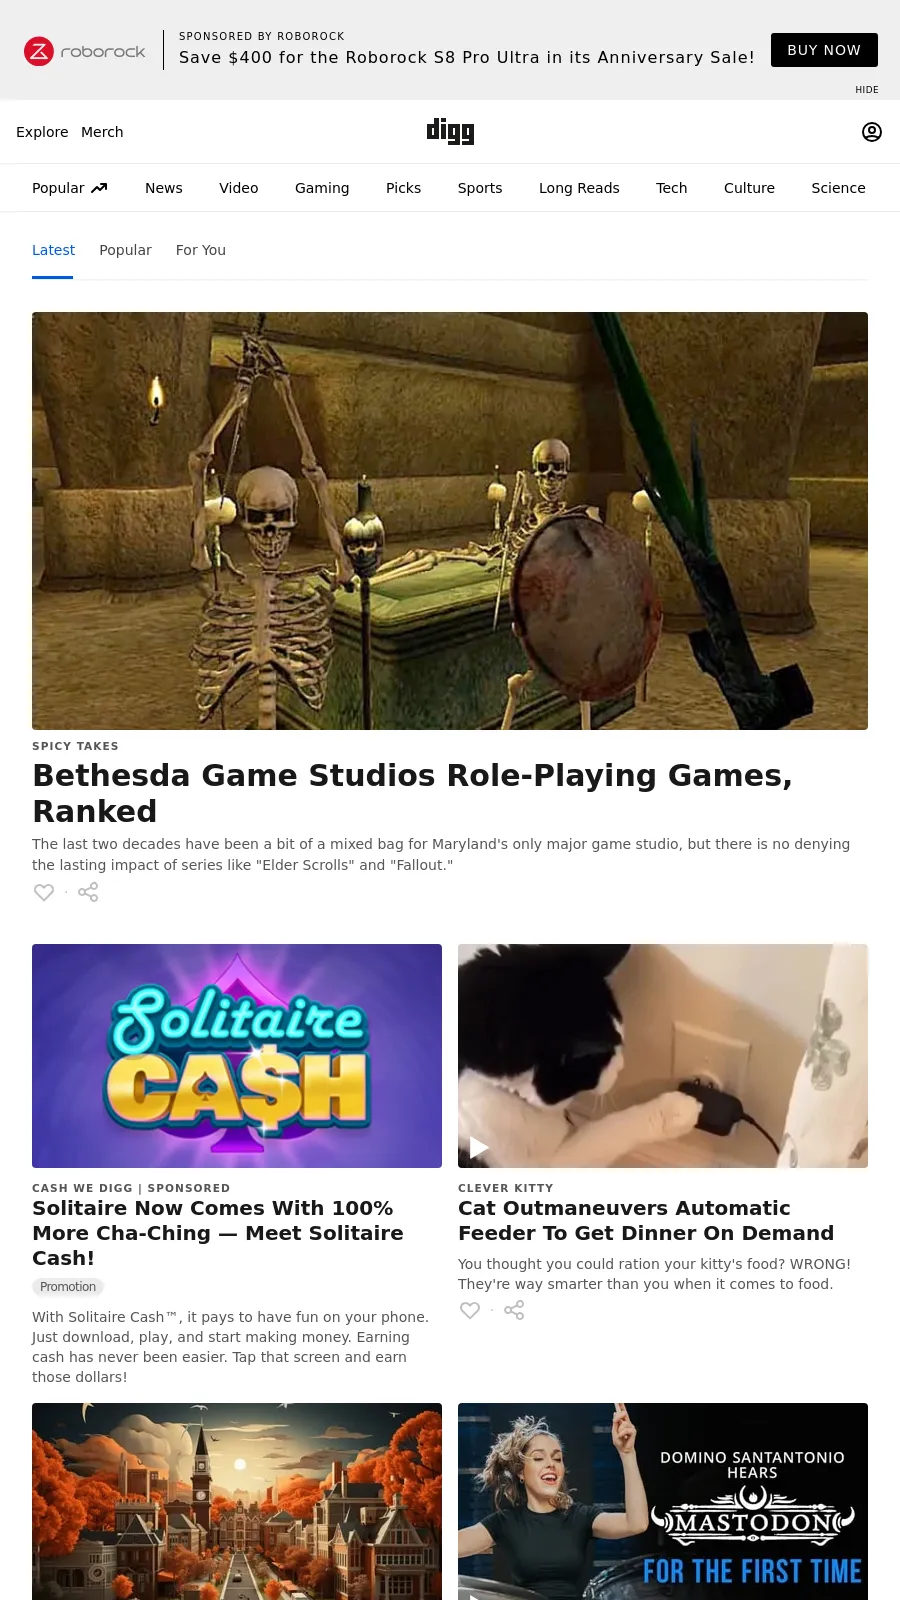 roborock
SPONSORED BY ROBOROCK
Save $400 for the Roborock S8 Pro Ultra in its Anniversary Sale!
BUY NOW
HIDE
Explore Merch
digg
Popular News Video Gaming Picks Sports Long Reads Tech Culture Science
Latest Popular For You
SPICY TAKES
Bethesda Game Studios Role-Playing Games,
Ranked
The last two decades have been a bit of a mixed bag for Maryland's only major game studio, but there is no denying
the lasting impact of series like "Elder Scrolls" and "Fallout."
Solitaire
CA$H
CASH WE DIGG | SPONSORED
Solitaire Now Comes With 100%
More Cha-Ching — Meet Solitaire
Cash!
Promotion
With Solitaire Cash™, it pays to have fun on your phone.
Just download, play, and start making money. Earning
cash has never been easier. Tap that screen and earn
those dollars!
CLEVER KITTY
Cat Outmaneuvers Automatic
Feeder To Get Dinner On Demand
You thought you could ration your kitty's food? WRONG!
They're way smarter than you when it comes to food.
DOMINO SANTANTONIO
HEARS
MASTODON
FOR THE FIRST TIME